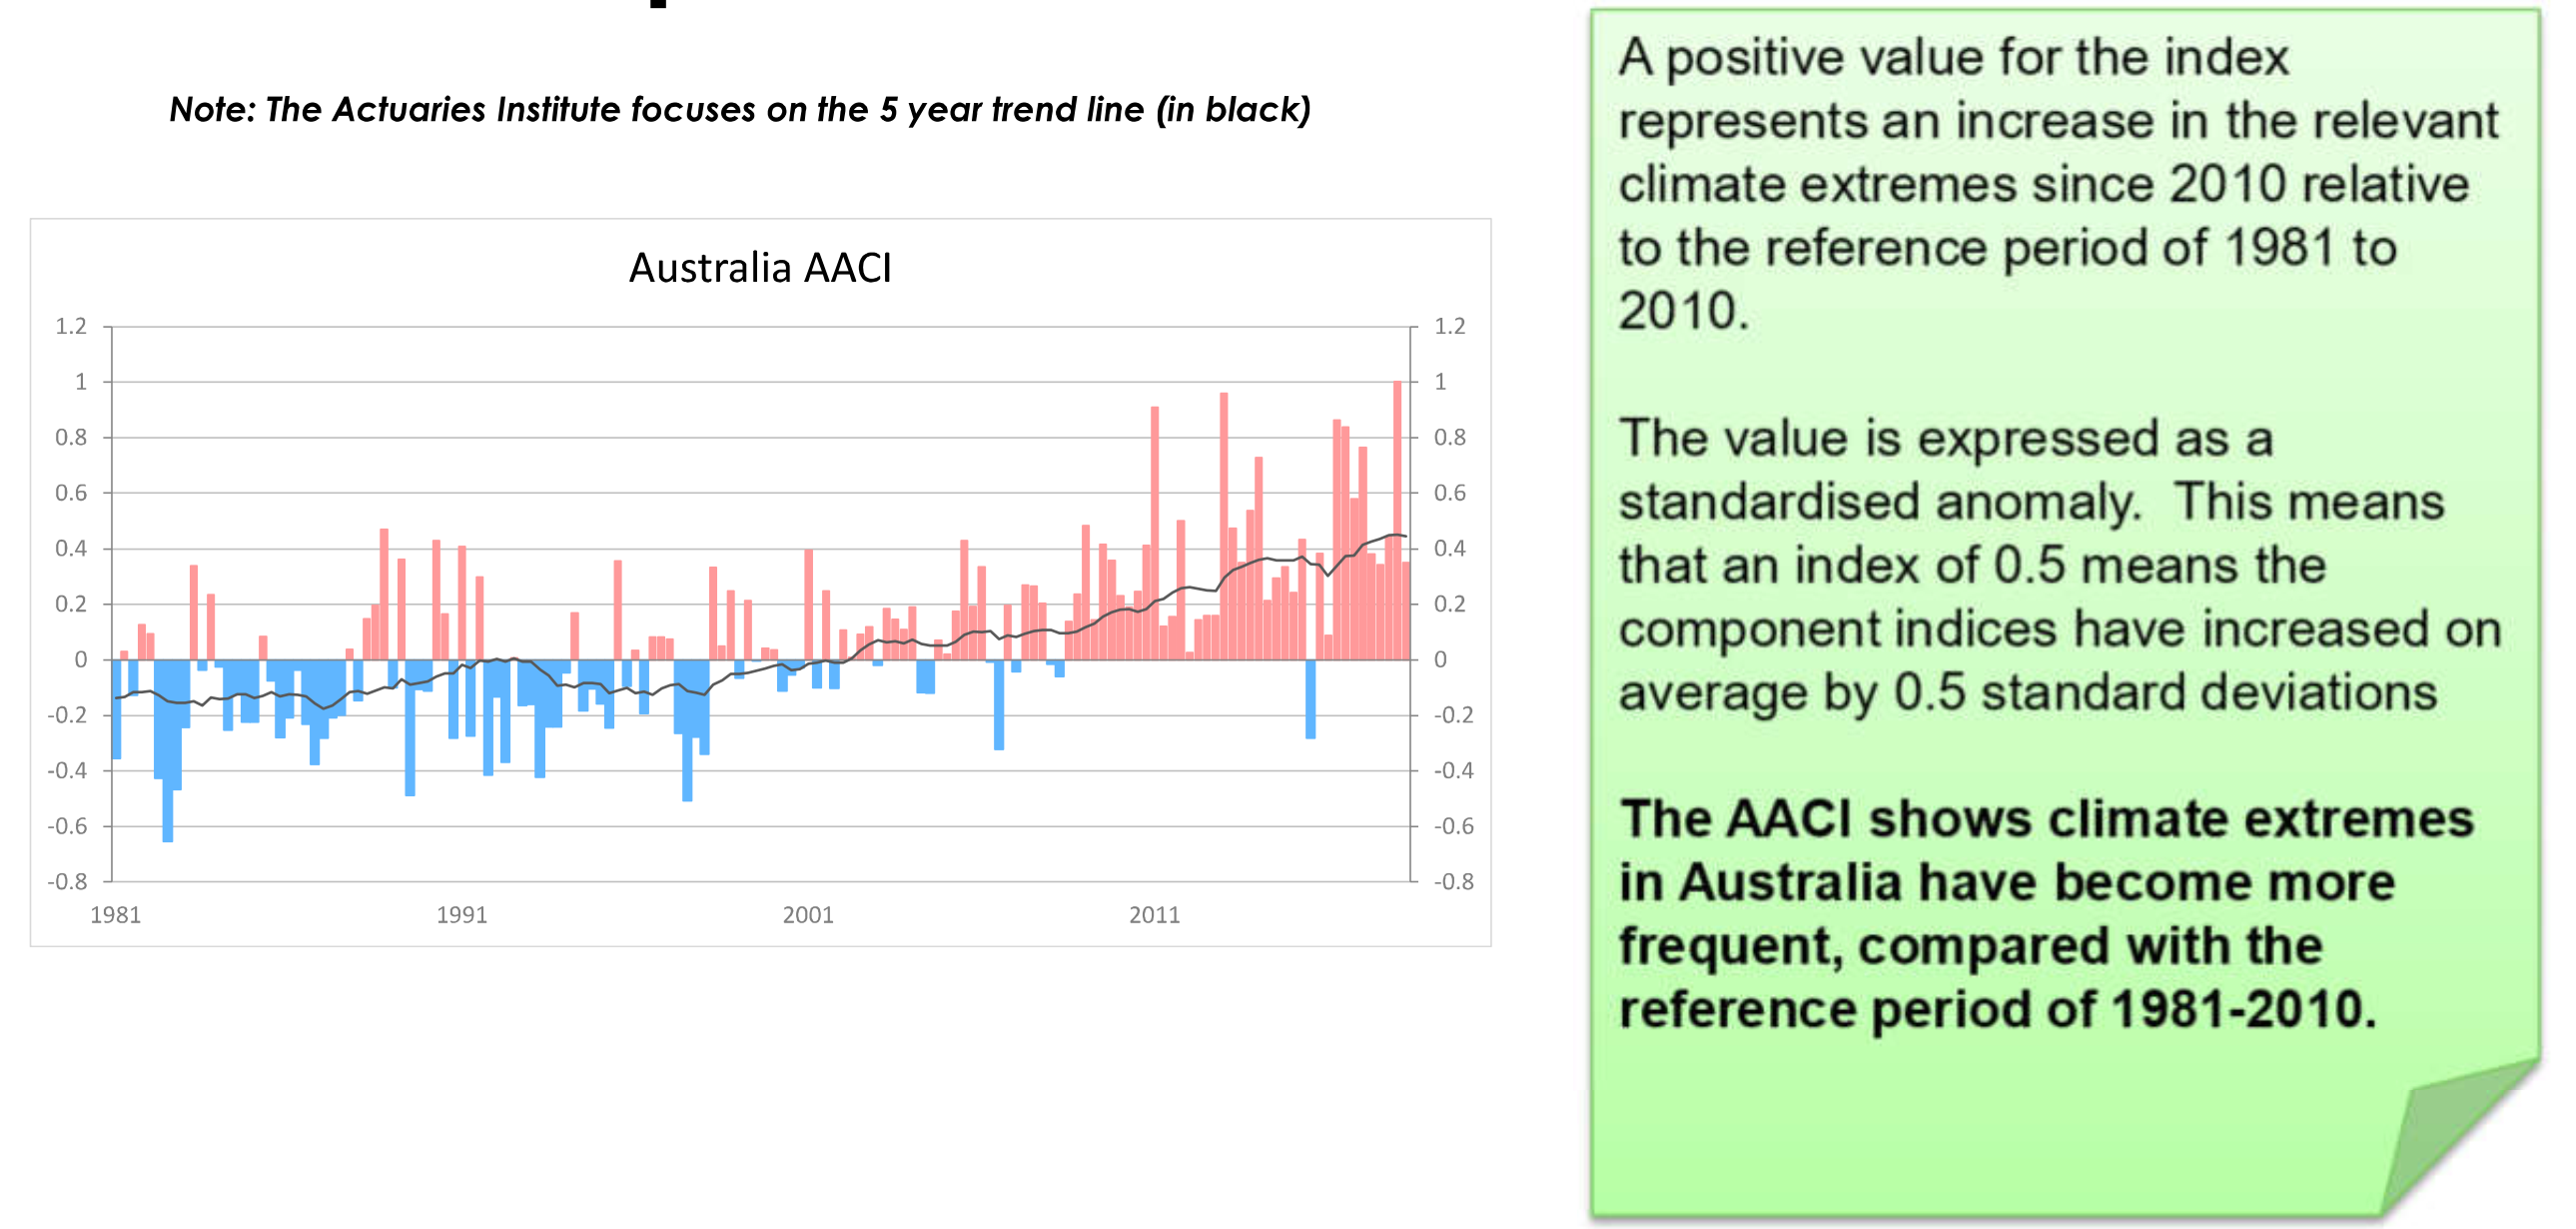 Note: The Actuaries Institute focuses on the 5 year trend line (in black)
Australia AACI
1.2 1.2
1 1
0.8 0.8
0.6 0.6
0.4 0.4
0.2 0.2
0 0
-0.2 -0.2
-0.4 -0.4
-0.6 -0.6
-0.8 -0.8
1981 1991 2001 2011
A positive value for the index
represents an increase in the relevant
climate extremes since 2010 relative
to the reference period of 1981 to
2010.
The value is expressed as a
standardised anomaly.  This means
that an index of 0.5 means the
component indices have increased on
average by 0.5 standard deviations
The AACI shows climate extremes
in Australia have become more
frequent, compared with the
reference period of 1981-2010.